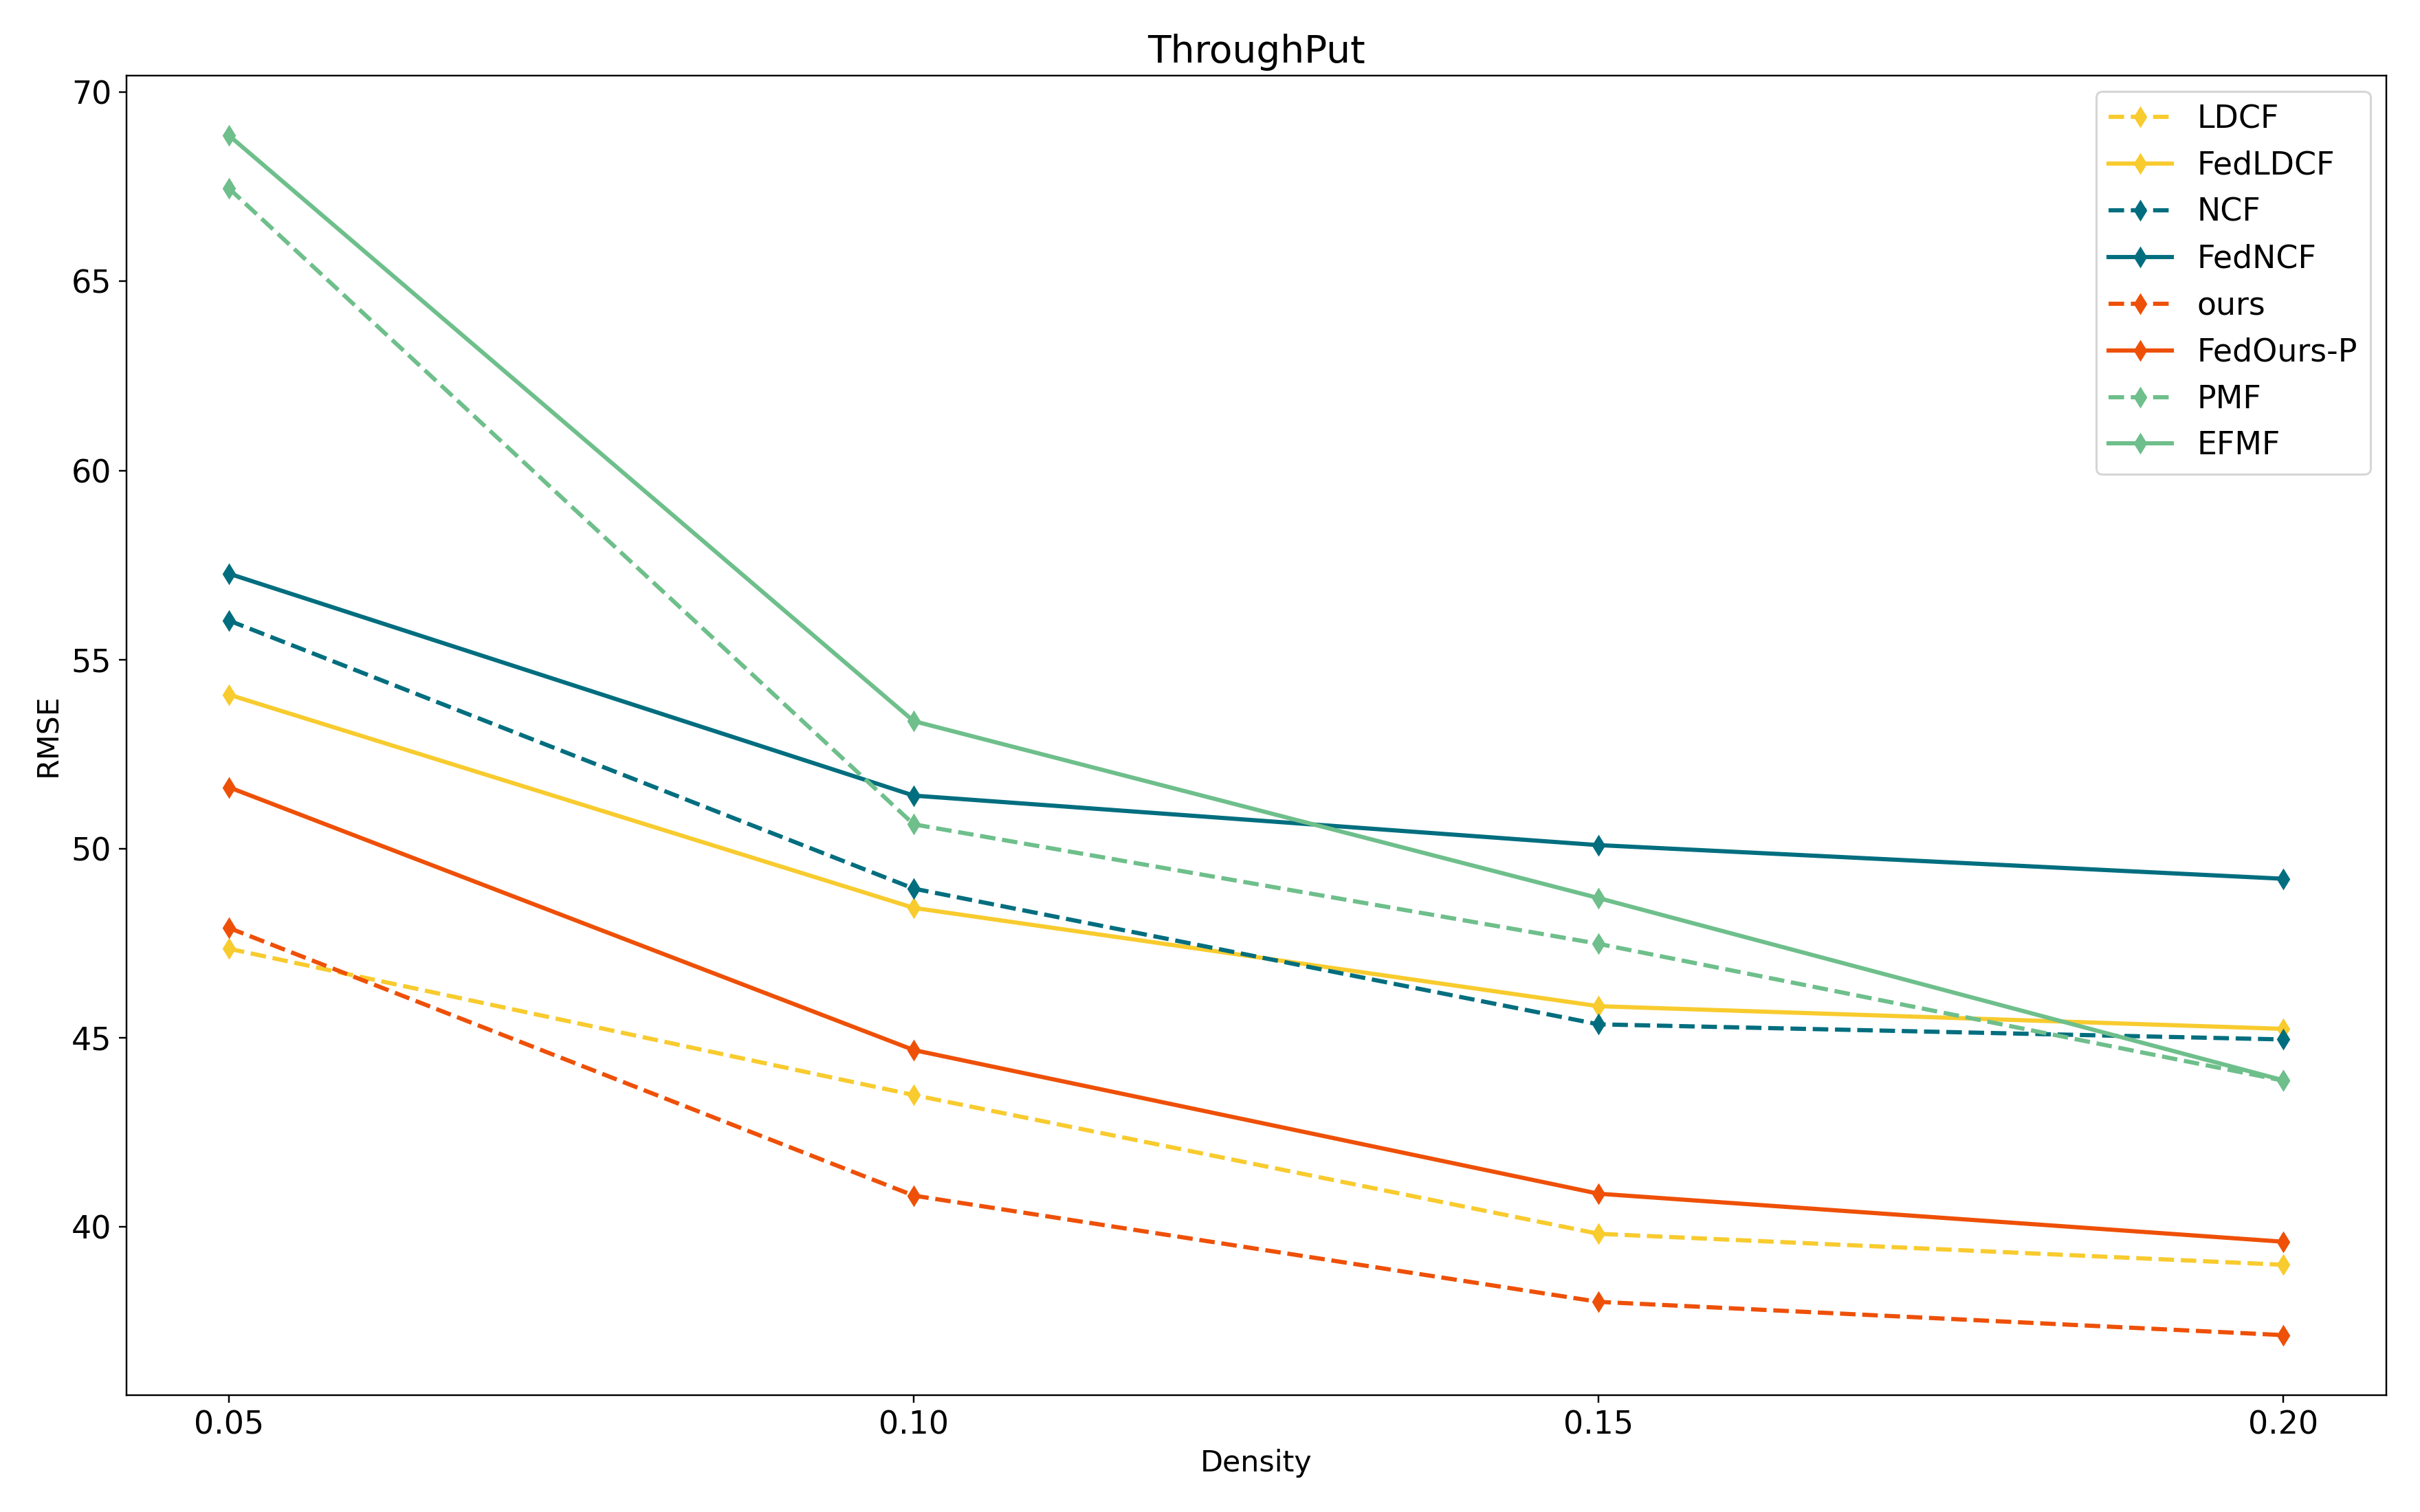 ThroughPut
70
65
60
55
50
45
40
RMSE
0.05 0.10 0.15 0.20
Density
LDCF
FedLDCF
NCF
FedNCF
ours
FedOurs-P
PMF
EFMF